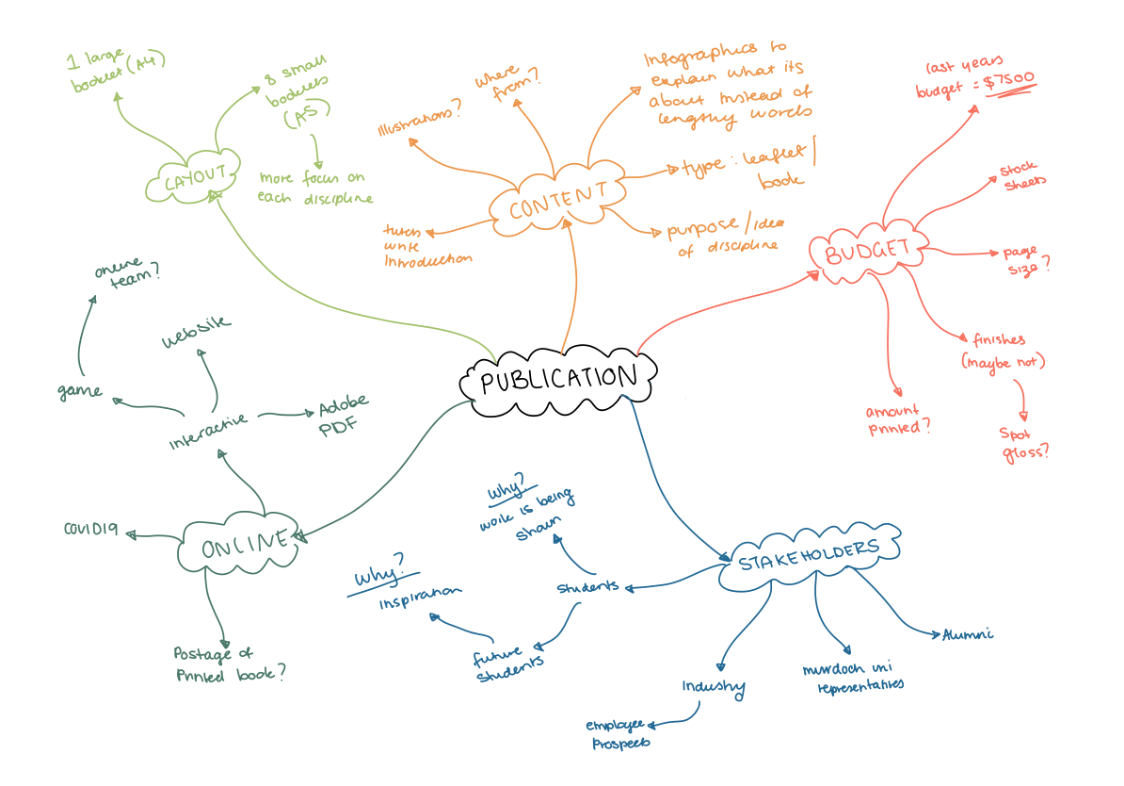 1 large
booklet (A4)
8 small
booklets
(A5)
more focus on
each discipline
LAYOUT
Illustrations?
where
from?
Infographics to
explain what its
about instead of
lengthy words
type: leaflet /
book
purpose / idea
of discipline
tutors
write
introduction
CONTENT
last years
budget = $7500
stock
sheets
page
size?
finishes
(maybe not)
spot
gloss?
amount
printed?
BUDGET
PUBLICATION
online
team?
game
website
interactive
Adobe
PDF
COVID19
ONLINE
Postage of
Printed book?
why?
work is being
shown
why?
inspiration
students
future
students
STAKEHOLDERS
Industry
employee
prospects
murdoch uni
representatives
Alumni